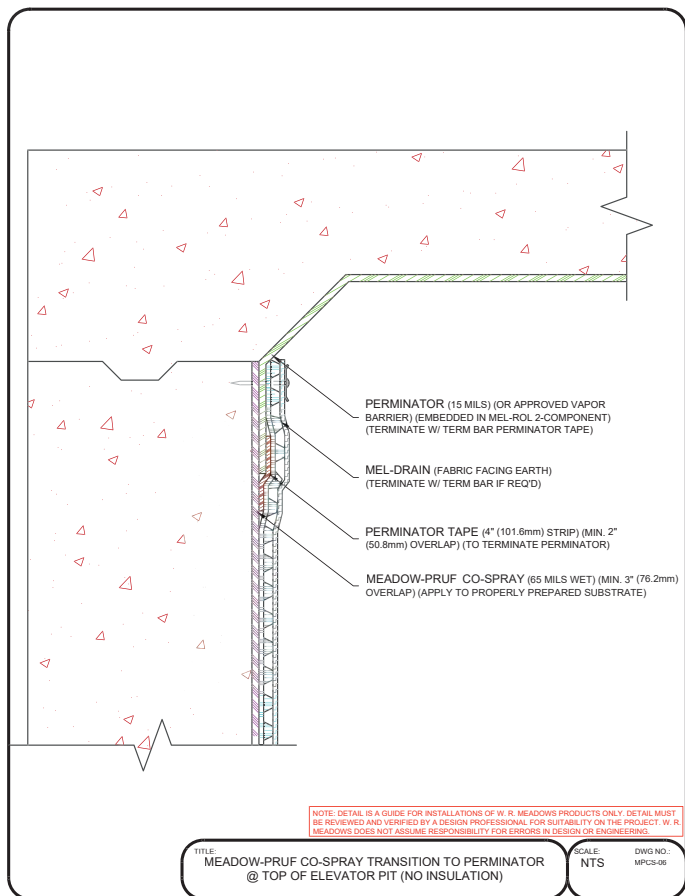 PERMINATOR (15 MILS) (OR APPROVED VAPOR
BARRIER) (EMBEDDED IN MEL-ROL 2-COMPONENT)
(TERMINATE W/ TERM BAR PERMINATOR TAPE)
MEL-DRAIN (FABRIC FACING EARTH)
(TERMINATE W/ TERM BAR IF REQ'D)
PERMINATOR TAPE (4" (101.6mm) STRIP) (MIN. 2"
(50.8mm) OVERLAP) (TO TERMINATE PERMINATOR)
MEADOW-PRUF CO-SPRAY (65 MILS WET) (MIN. 3" (76.2mm)
OVERLAP) (APPLY TO PROPERLY PREPARED SUBSTRATE)
NOTE: DETAIL IS A GUIDE FOR INSTALLATIONS OF W. R. MEADOWS PRODUCTS ONLY. DETAIL MUST
BE REVIEWED AND VERIFIED BY A DESIGN PROFESSIONAL FOR SUITABILITY ON THE PROJECT. W. R.
MEADOWS DOES NOT ASSUME RESPONSIBILITY FOR ERRORS IN DESIGN OR ENGINEERING.
TITLE:
MEADOW-PRUF CO-SPRAY TRANSITION TO PERMINATOR
@ TOP OF ELEVATOR PIT (NO INSULATION)
SCALE:
NTS
DWG NO.:
MPCS-06